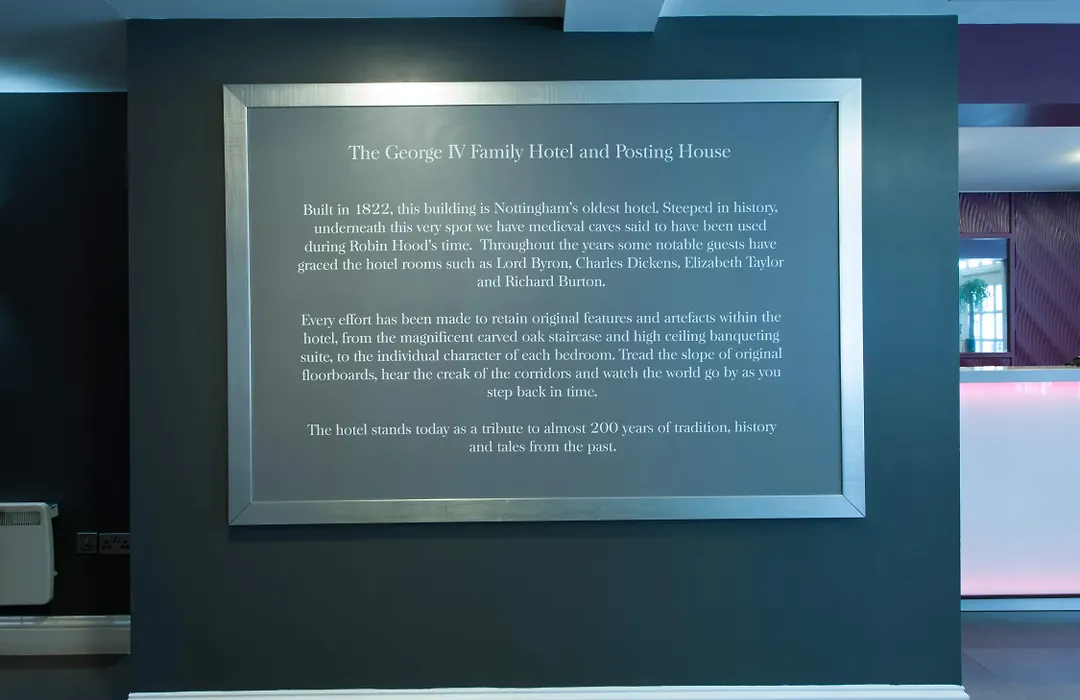 The George IV Family Hotel and Posting House
Built in 1822, this building is Nottingham's oldest hotel. Steeped in history,
underneath this very spot we have medieval caves said to have been used
during Robin Hood's time.  Throughout the years some notable guests have
graced the hotel rooms such as Lord Byron, Charles Dickens, Elizabeth Taylor
and Richard Burton.
Every effort has been made to retain original features and artefacts within the
hotel, from the magnificent carved oak staircase and high ceiling banqueting
suite, to the individual character of each bedroom. Tread the slope of original
floorboards, hear the creak of the corridors and watch the world go by as you
step back in time.
The hotel stands today as a tribute to almost 200 years of tradition, history
and tales from the past.